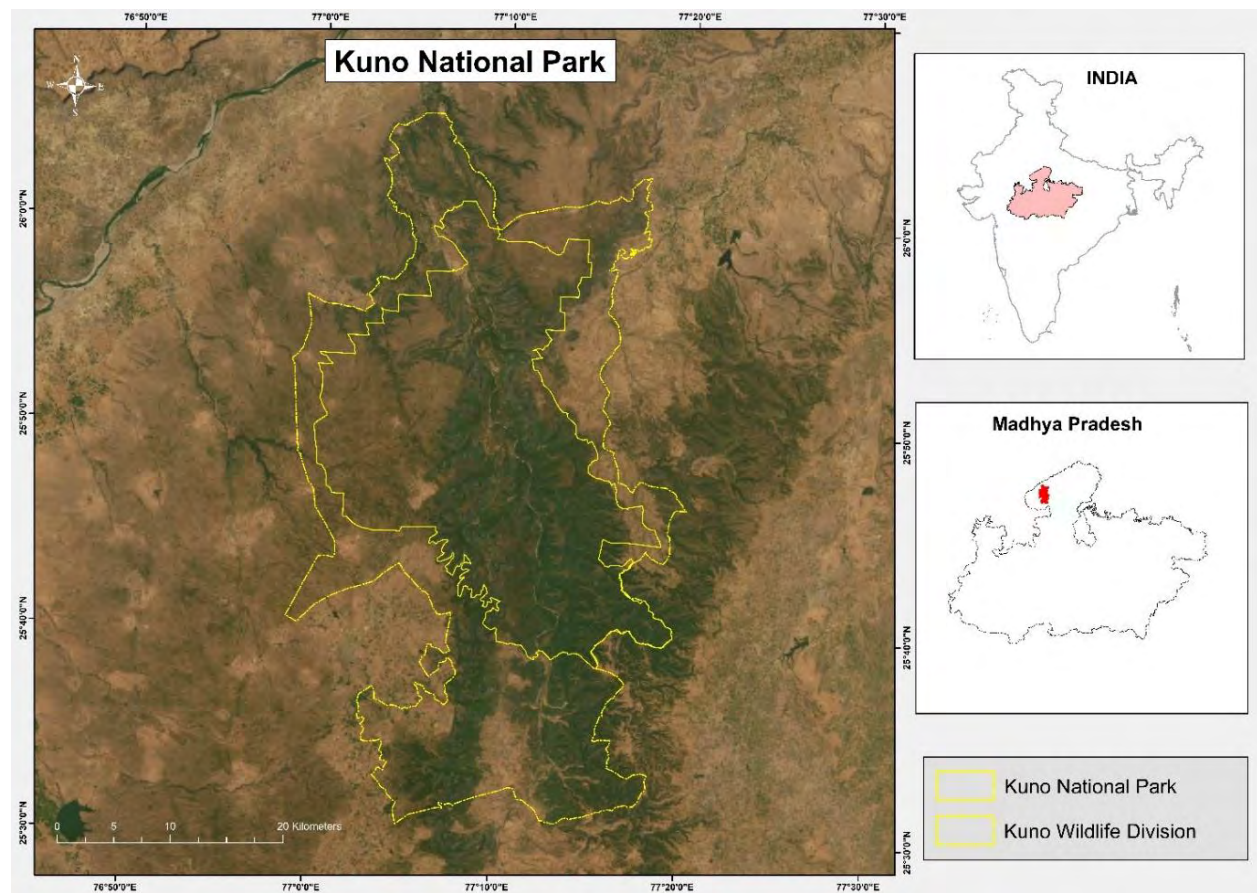 76°50'0"E
77°0'0"E
77°10'0"E
77°20'0"E
77°30'0"E
Kuno National Park
N
W
E
S
26°0'0"N
25°50'0"N
25°40'0"N
25°30'0"N
0
5
10
20 Kilometers
76°50'0"E
77°0'0"E
77°10'0"E
77°20'0"E
77°30'0"E
26°0'0"N
25°50'0"N
25°40'0"N
25°30'0"N
INDIA
Madhya Pradesh
Kuno National Park
Kuno Wildlife Division